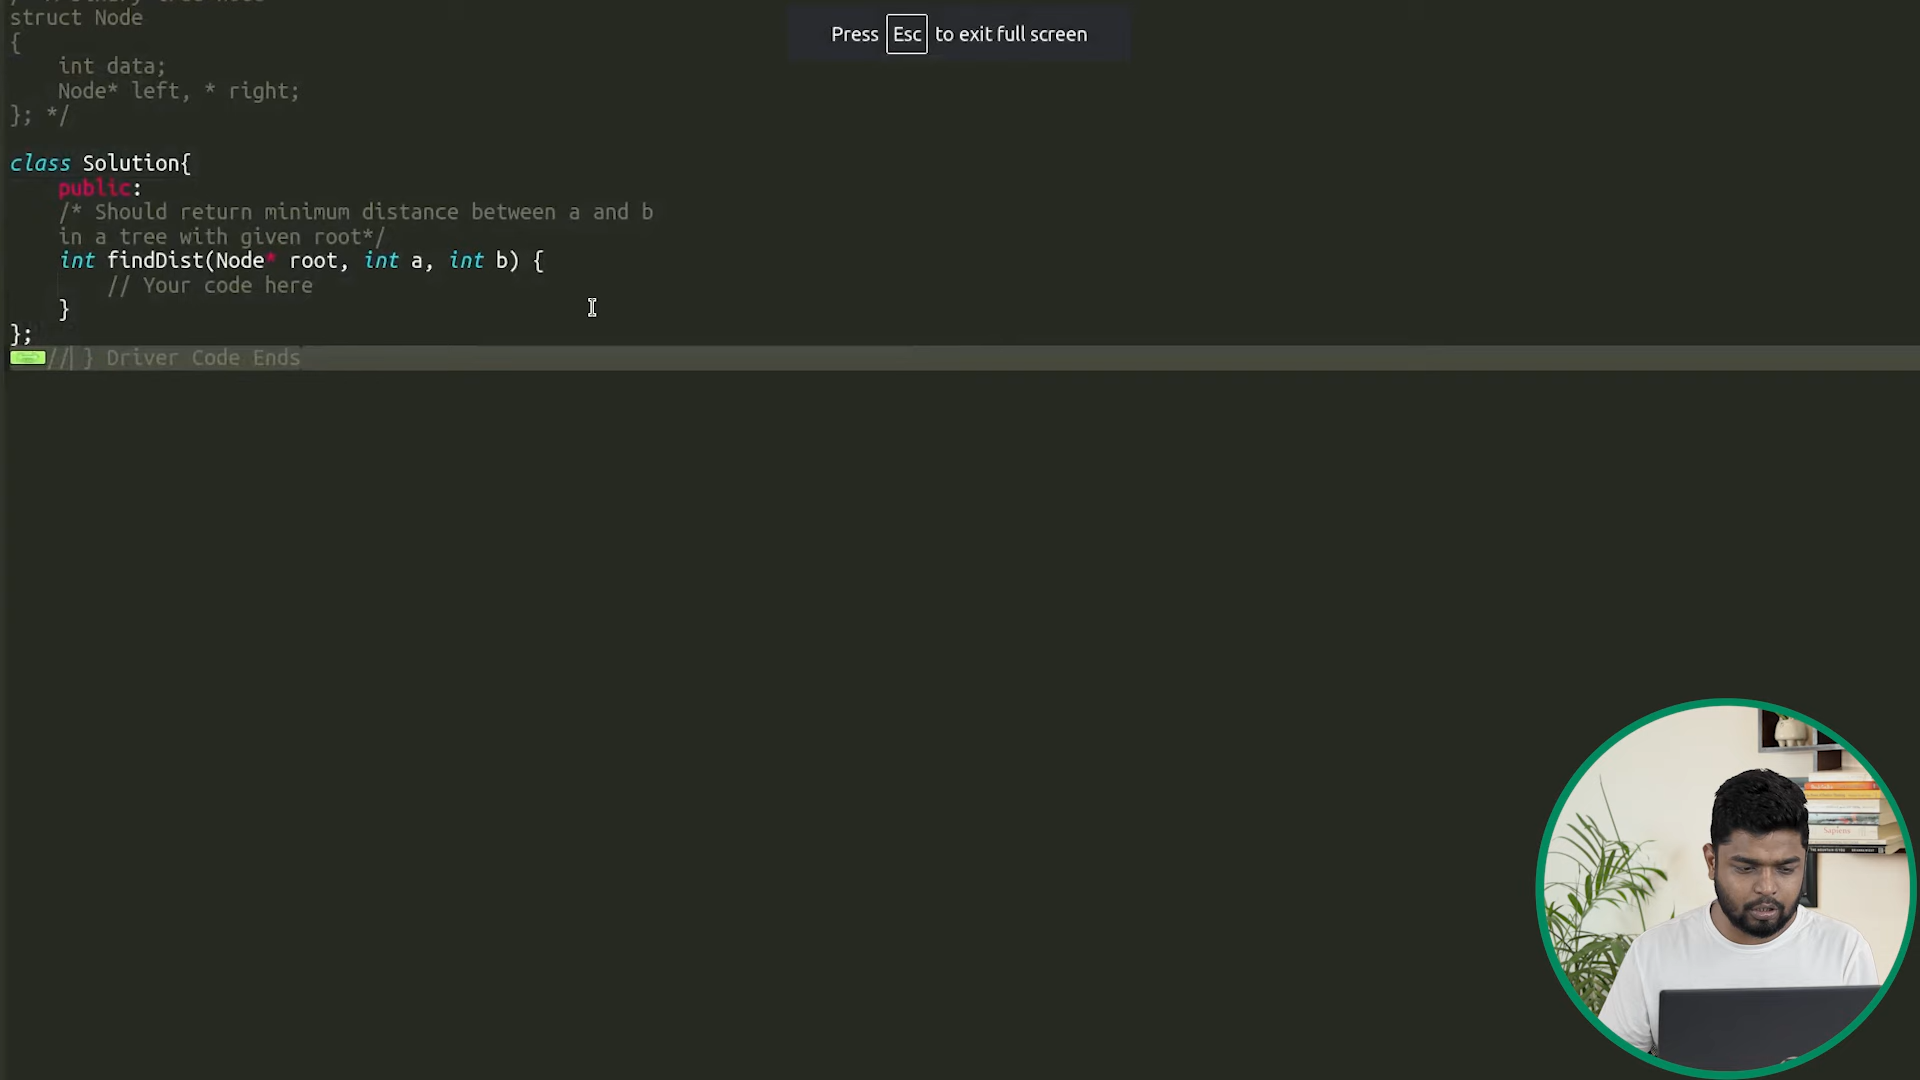 struct Node
{
int data;
Node* left, * right;
}; */
Press Esc to exit full screen
class Solution{
public:
/* Should return minimum distance between a and b
in a tree with given root*/
int findDist(Node* root, int a, int b) {
// Your code here
}
};
// } Driver Code Ends
Sapiens